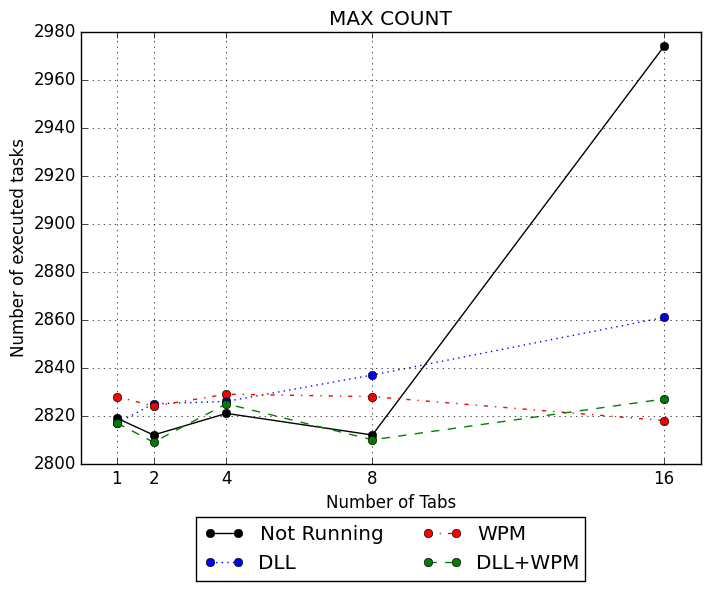 MAX COUNT
2980
2960
2940
2920
2900
2880
2860
2840
2820
2800
Number of executed tasks
1 2 4 8 16
Number of Tabs
Not Running WPM
DLL DLL+WPM